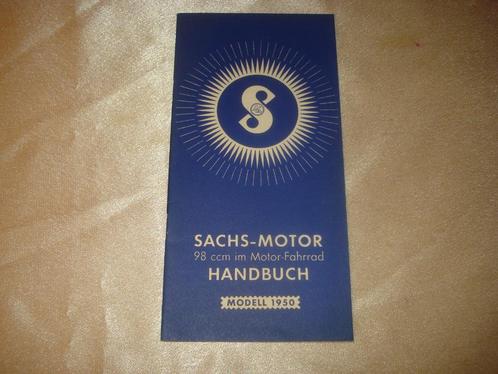 S
SACHS-MOTOR
98 ccm im Motor-Fahrrad
HANDBUCH
MODELL 1950